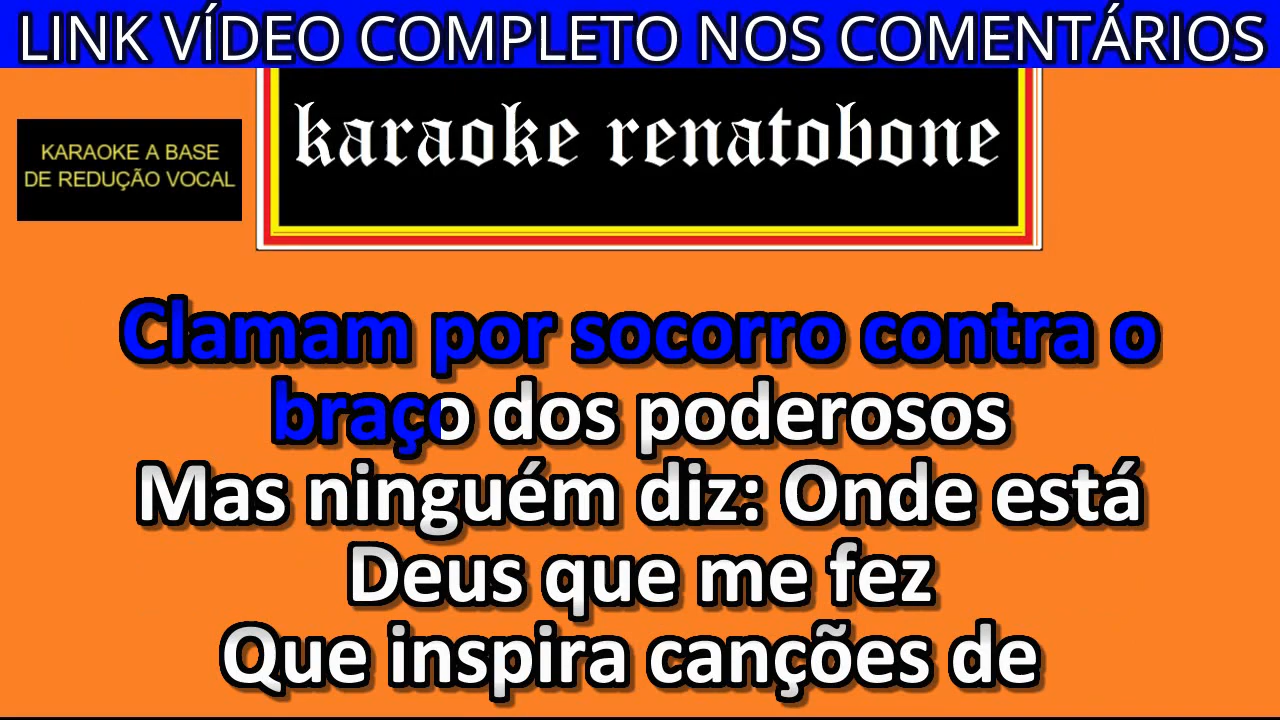 LINK VÍDEO COMPLETO NOS COMENTÁRIOS
karaoke renatobone
KARAOKE A BASE
DE REDUÇÃO VOCAL
Clamam por socorro contra o
braço dos poderosos
Mas ninguém diz: Onde está
Deus que me fez
Que inspira canções de